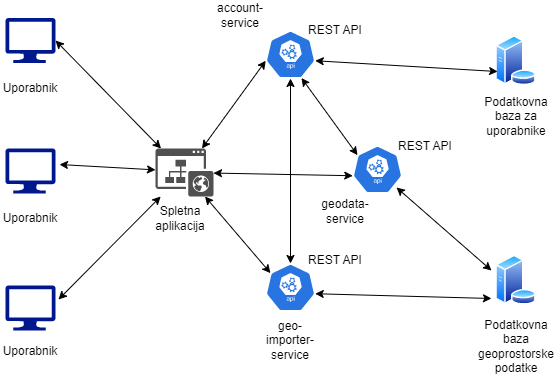 account-
service
REST API
api
Uporabnik
Podatkovna
baza za
uporabnike
REST API
api
Uporabnik
Spletna
aplikacija
geodata-
service
REST API
api
Uporabnik
geo-
importer-
service
Podatkovna
baza
geoprostorske
podatke